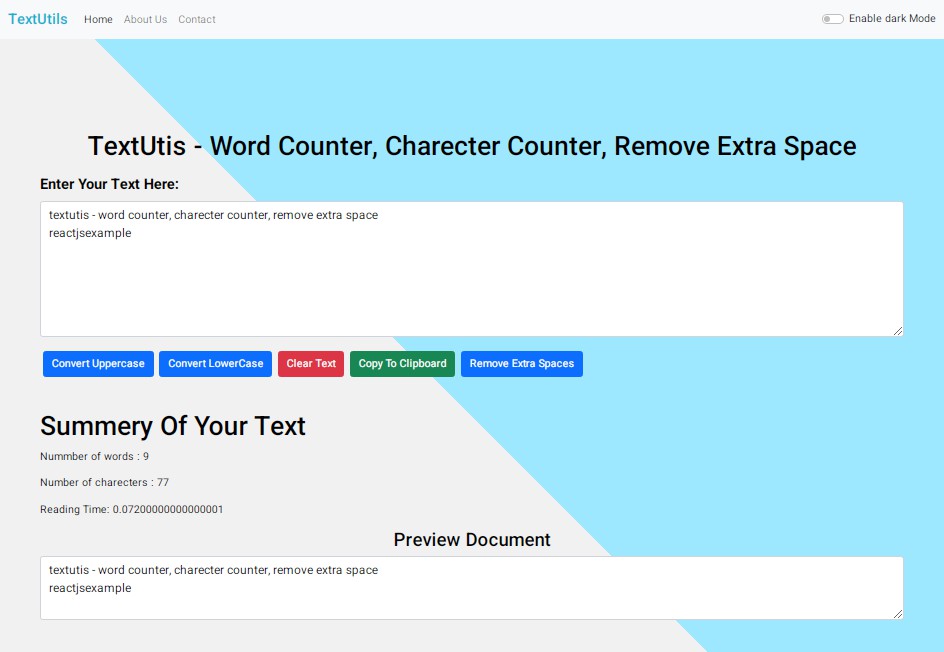 TextUtils Home About Us Contact Enable dark Mode
TextUtis - Word Counter, Charecter Counter, Remove Extra Space
Enter Your Text Here:
textutis - word counter, charecter counter, remove extra space
reactjsexample
Convert Uppercase Convert LowerCase Clear Text Copy To Clipboard Remove Extra Spaces
Summery Of Your Text
Nummber of words : 9
Number of charecters : 77
Reading Time: 0.07200000000000001
Preview Document
textutis - word counter, charecter counter, remove extra space
reactjsexample